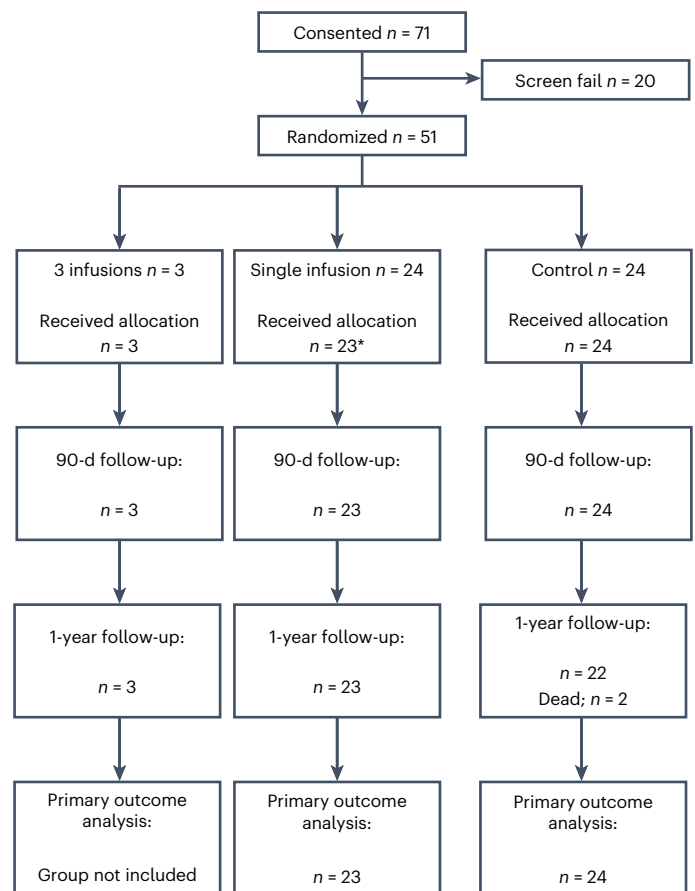 Consented n = 71
Screen fail n = 20
Randomized n = 51
3 infusions n = 3
Received allocation
n = 3
Single infusion n = 24
Received allocation
n = 23*
Control n = 24
Received allocation
n = 24
90-d follow-up:
n = 3
90-d follow-up:
n = 23
90-d follow-up:
n = 24
1-year follow-up:
n = 3
1-year follow-up:
n = 23
1-year follow-up:
n = 22
Dead; n = 2
Primary outcome
analysis:
Group not included
Primary outcome
analysis:
n = 23
Primary outcome
analysis:
n = 24